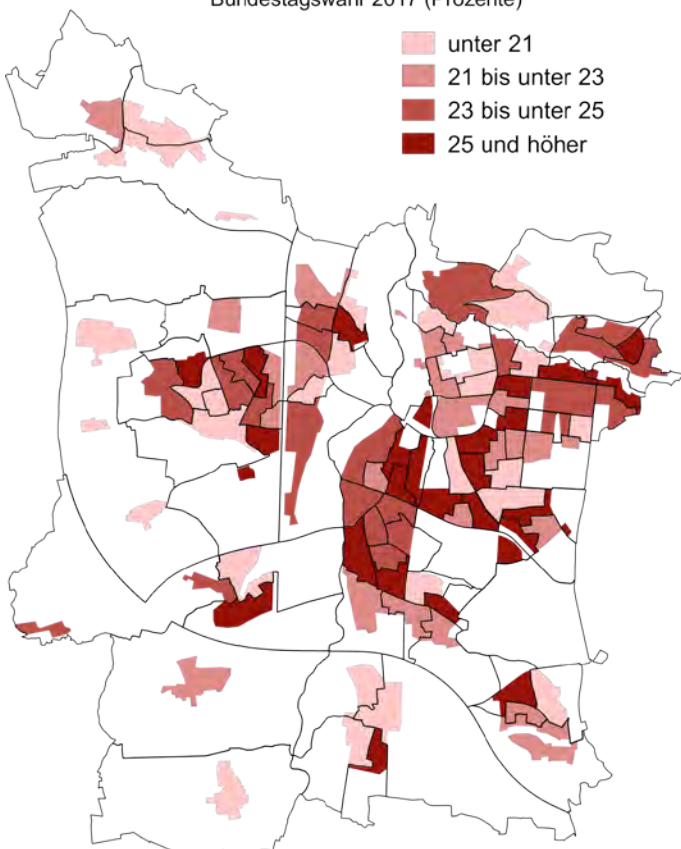 Bundestagswahl 2017 (Prozente)
unter 21
21 bis unter 23
23 bis unter 25
25 und höher